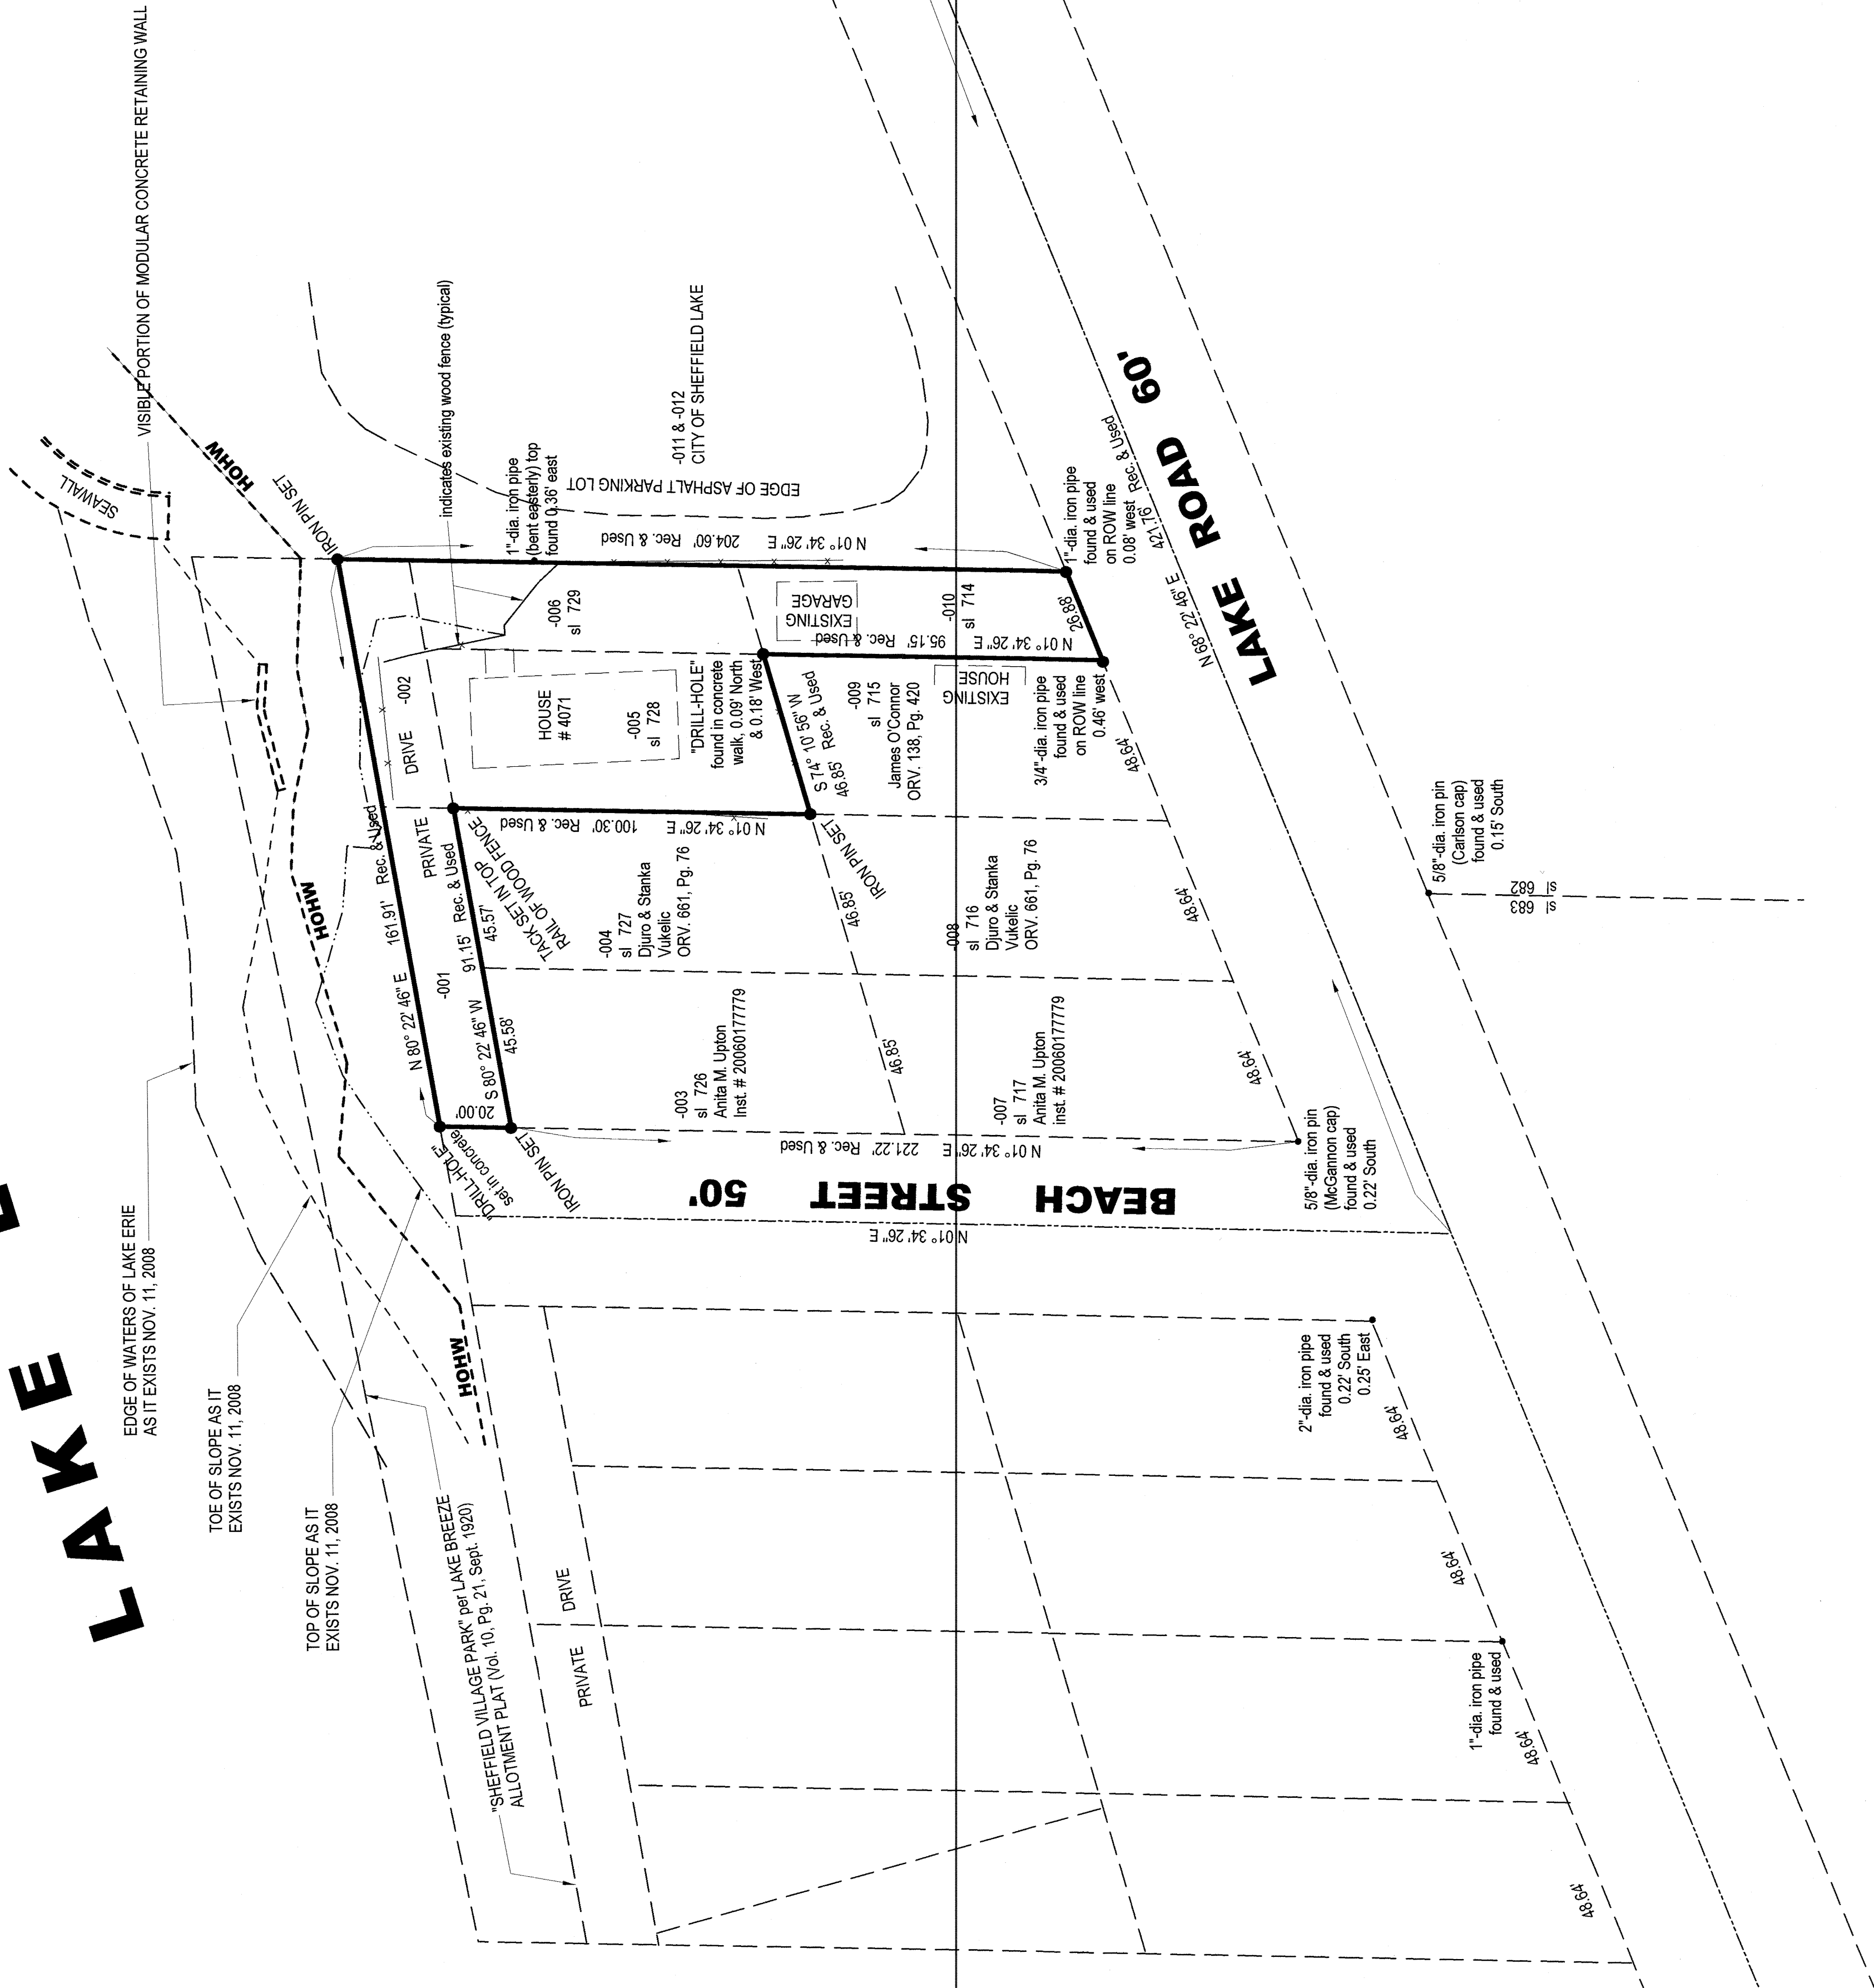 LAKE
VISIBLE PORTION OF MODULAR CONCRETE RETAINING WALL
SEAWALL
HOHW
IRON PIN SET
EDGE OF WATERS OF LAKE ERIE
AS IT EXISTS NOV. 11, 2008
TOE OF SLOPE AS IT
EXISTS NOV. 11, 2008
TOP OF SLOPE AS IT
EXISTS NOV. 11, 2008
"SHEFFIELD VILLAGE PARK" per LAKE BREEZE
ALLOTMENT PLAT (Vol. 10, Pg. 21, Sept. 1920)
HOHW
HOHW
indicates existing wood fence (typical)
1"-dia. iron pipe
(bent easterly) top
found 0.36' east
EDGE OF ASPHALT PARKING LOT
-011 & -012
CITY OF SHEFFIELD LAKE
N 01° 34' 26" E 204.60' Rec. & Used
N 80° 22' 46" E 161.91' Rec. & Used
-001
PRIVATE DRIVE -002
S 80° 22' 46" W 91.15' Rec. & Used
45.58'
45.57'
20.00'
"DRILL-HOLE"
set in concrete
IRON PIN SET
TACK SET IN TOP
RAIL OF WOOD FENCE
N 01° 34' 26" E 100.30' Rec. & Used
HOUSE
# 4071
-005
sl 728
-006
sl 729
"DRILL-HOLE"
found in concrete
walk, 0.09' North
& 0.18' West
EXISTING
GARAGE
-010
sl 714
N 01° 34' 26" E 95.15' Rec. & Used
26.88'
S 74° 10' 56" W
46.85' Rec. & Used
-009
sl 715
James O'Connor
ORV. 138, Pg. 420
EXISTING
HOUSE
3/4"-dia. iron pipe
found & used
on ROW line
0.46' west
1"-dia. iron pipe
found & used
on ROW line
0.08' west
IRON PIN SET
-004
sl 727
Djuro & Stanka
Vukelic
ORV. 661, Pg. 76
-003
sl 726
Anita M. Upton
Inst. # 20060177779
46.85'
46.85'
-008
sl 716
Djuro & Stanka
Vukelic
ORV. 661, Pg. 76
-007
sl 717
Anita M. Upton
inst. # 20060177779
48.64'
48.64'
48.64'
N 01° 34' 26" E 221.22' Rec. & Used
BEACH STREET 50'
N 01° 34' 26" E
5/8"-dia. iron pin
(McGannon cap)
found & used
0.22' South
N 68° 22' 46" E 421.76' Rec. & Used
LAKE ROAD 60'
5/8"-dia. iron pin
(Carlson cap)
found & used
0.15' South
sl 683
sl 682
PRIVATE DRIVE
2"-dia. iron pipe
found & used
0.22' South
0.25' East
48.64'
48.64'
1"-dia. iron pipe
found & used
48.64'
48.64'